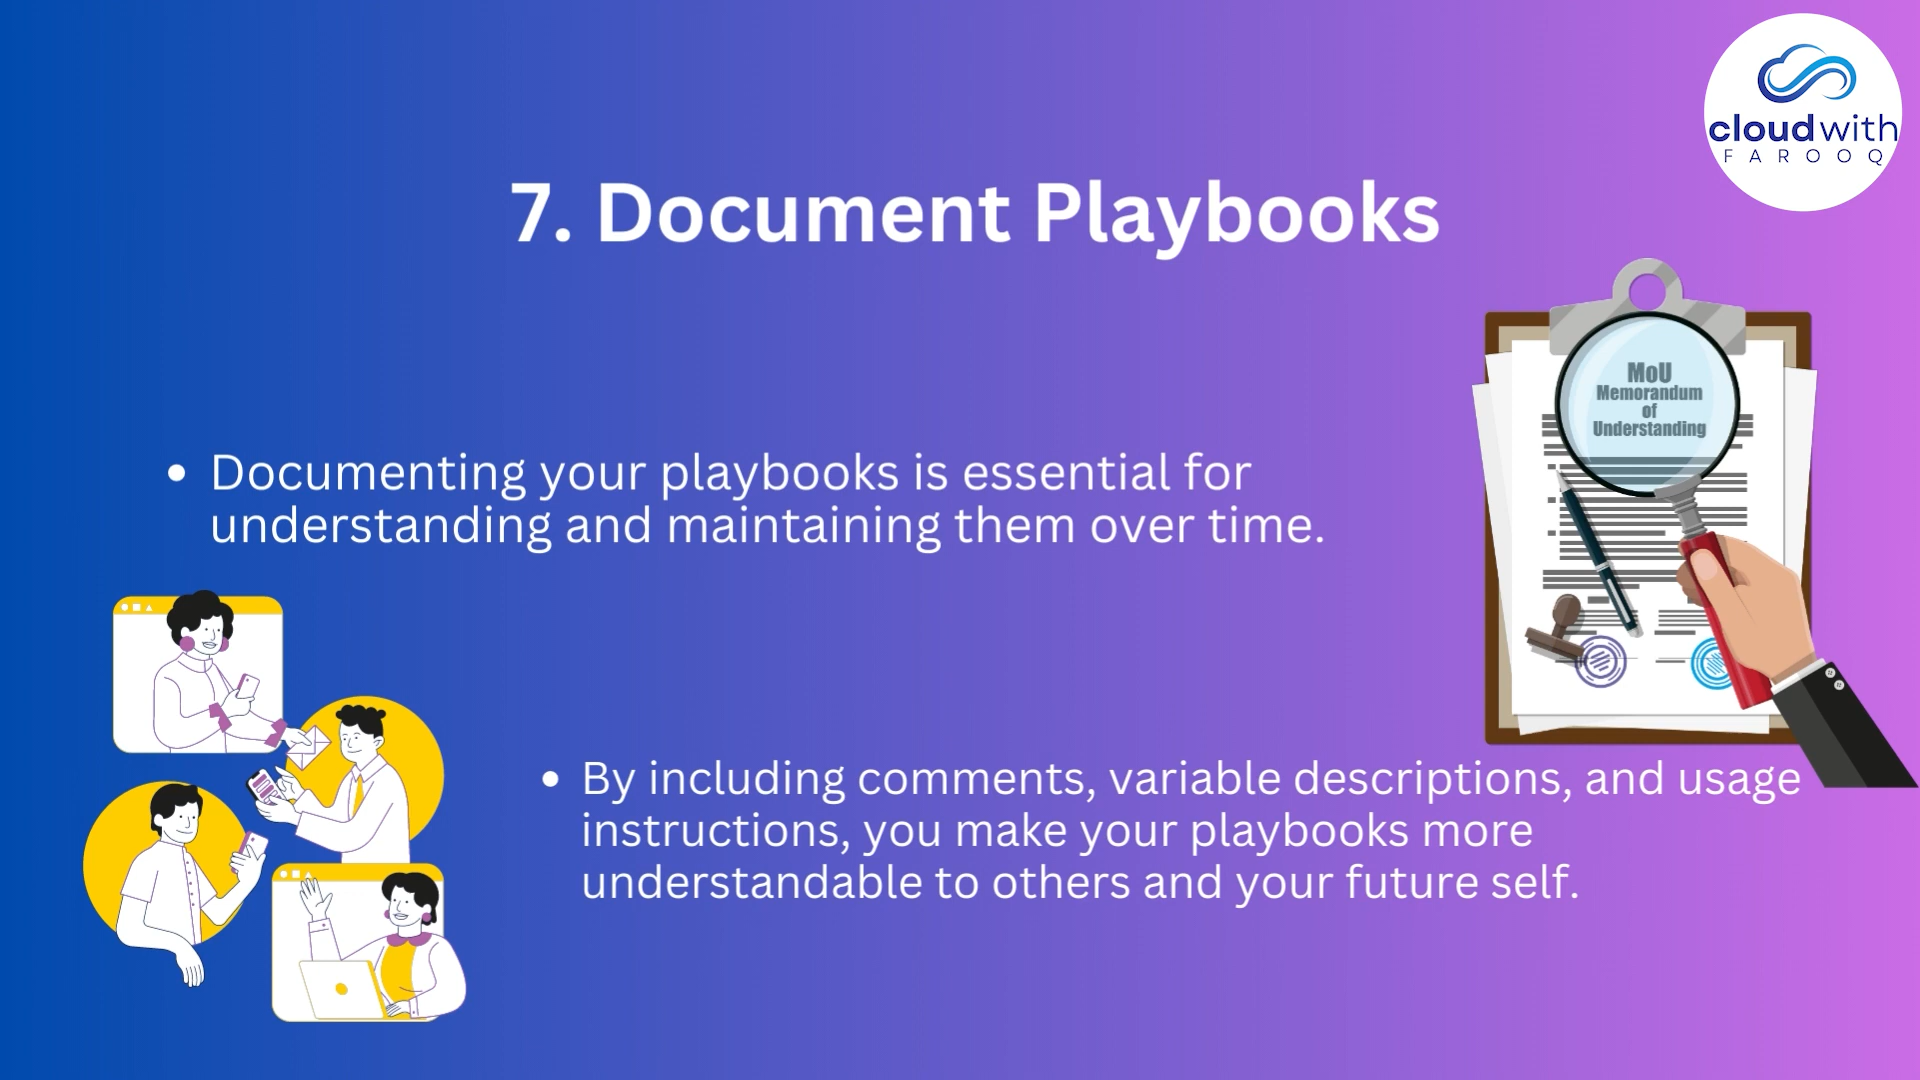 cloudwith
FAROOQ
7. Document Playbooks
MoU
Memorandum
of
Understanding
• Documenting your playbooks is essential for
understanding and maintaining them over time.
• By including comments, variable descriptions, and usage
instructions, you make your playbooks more
understandable to others and your future self.